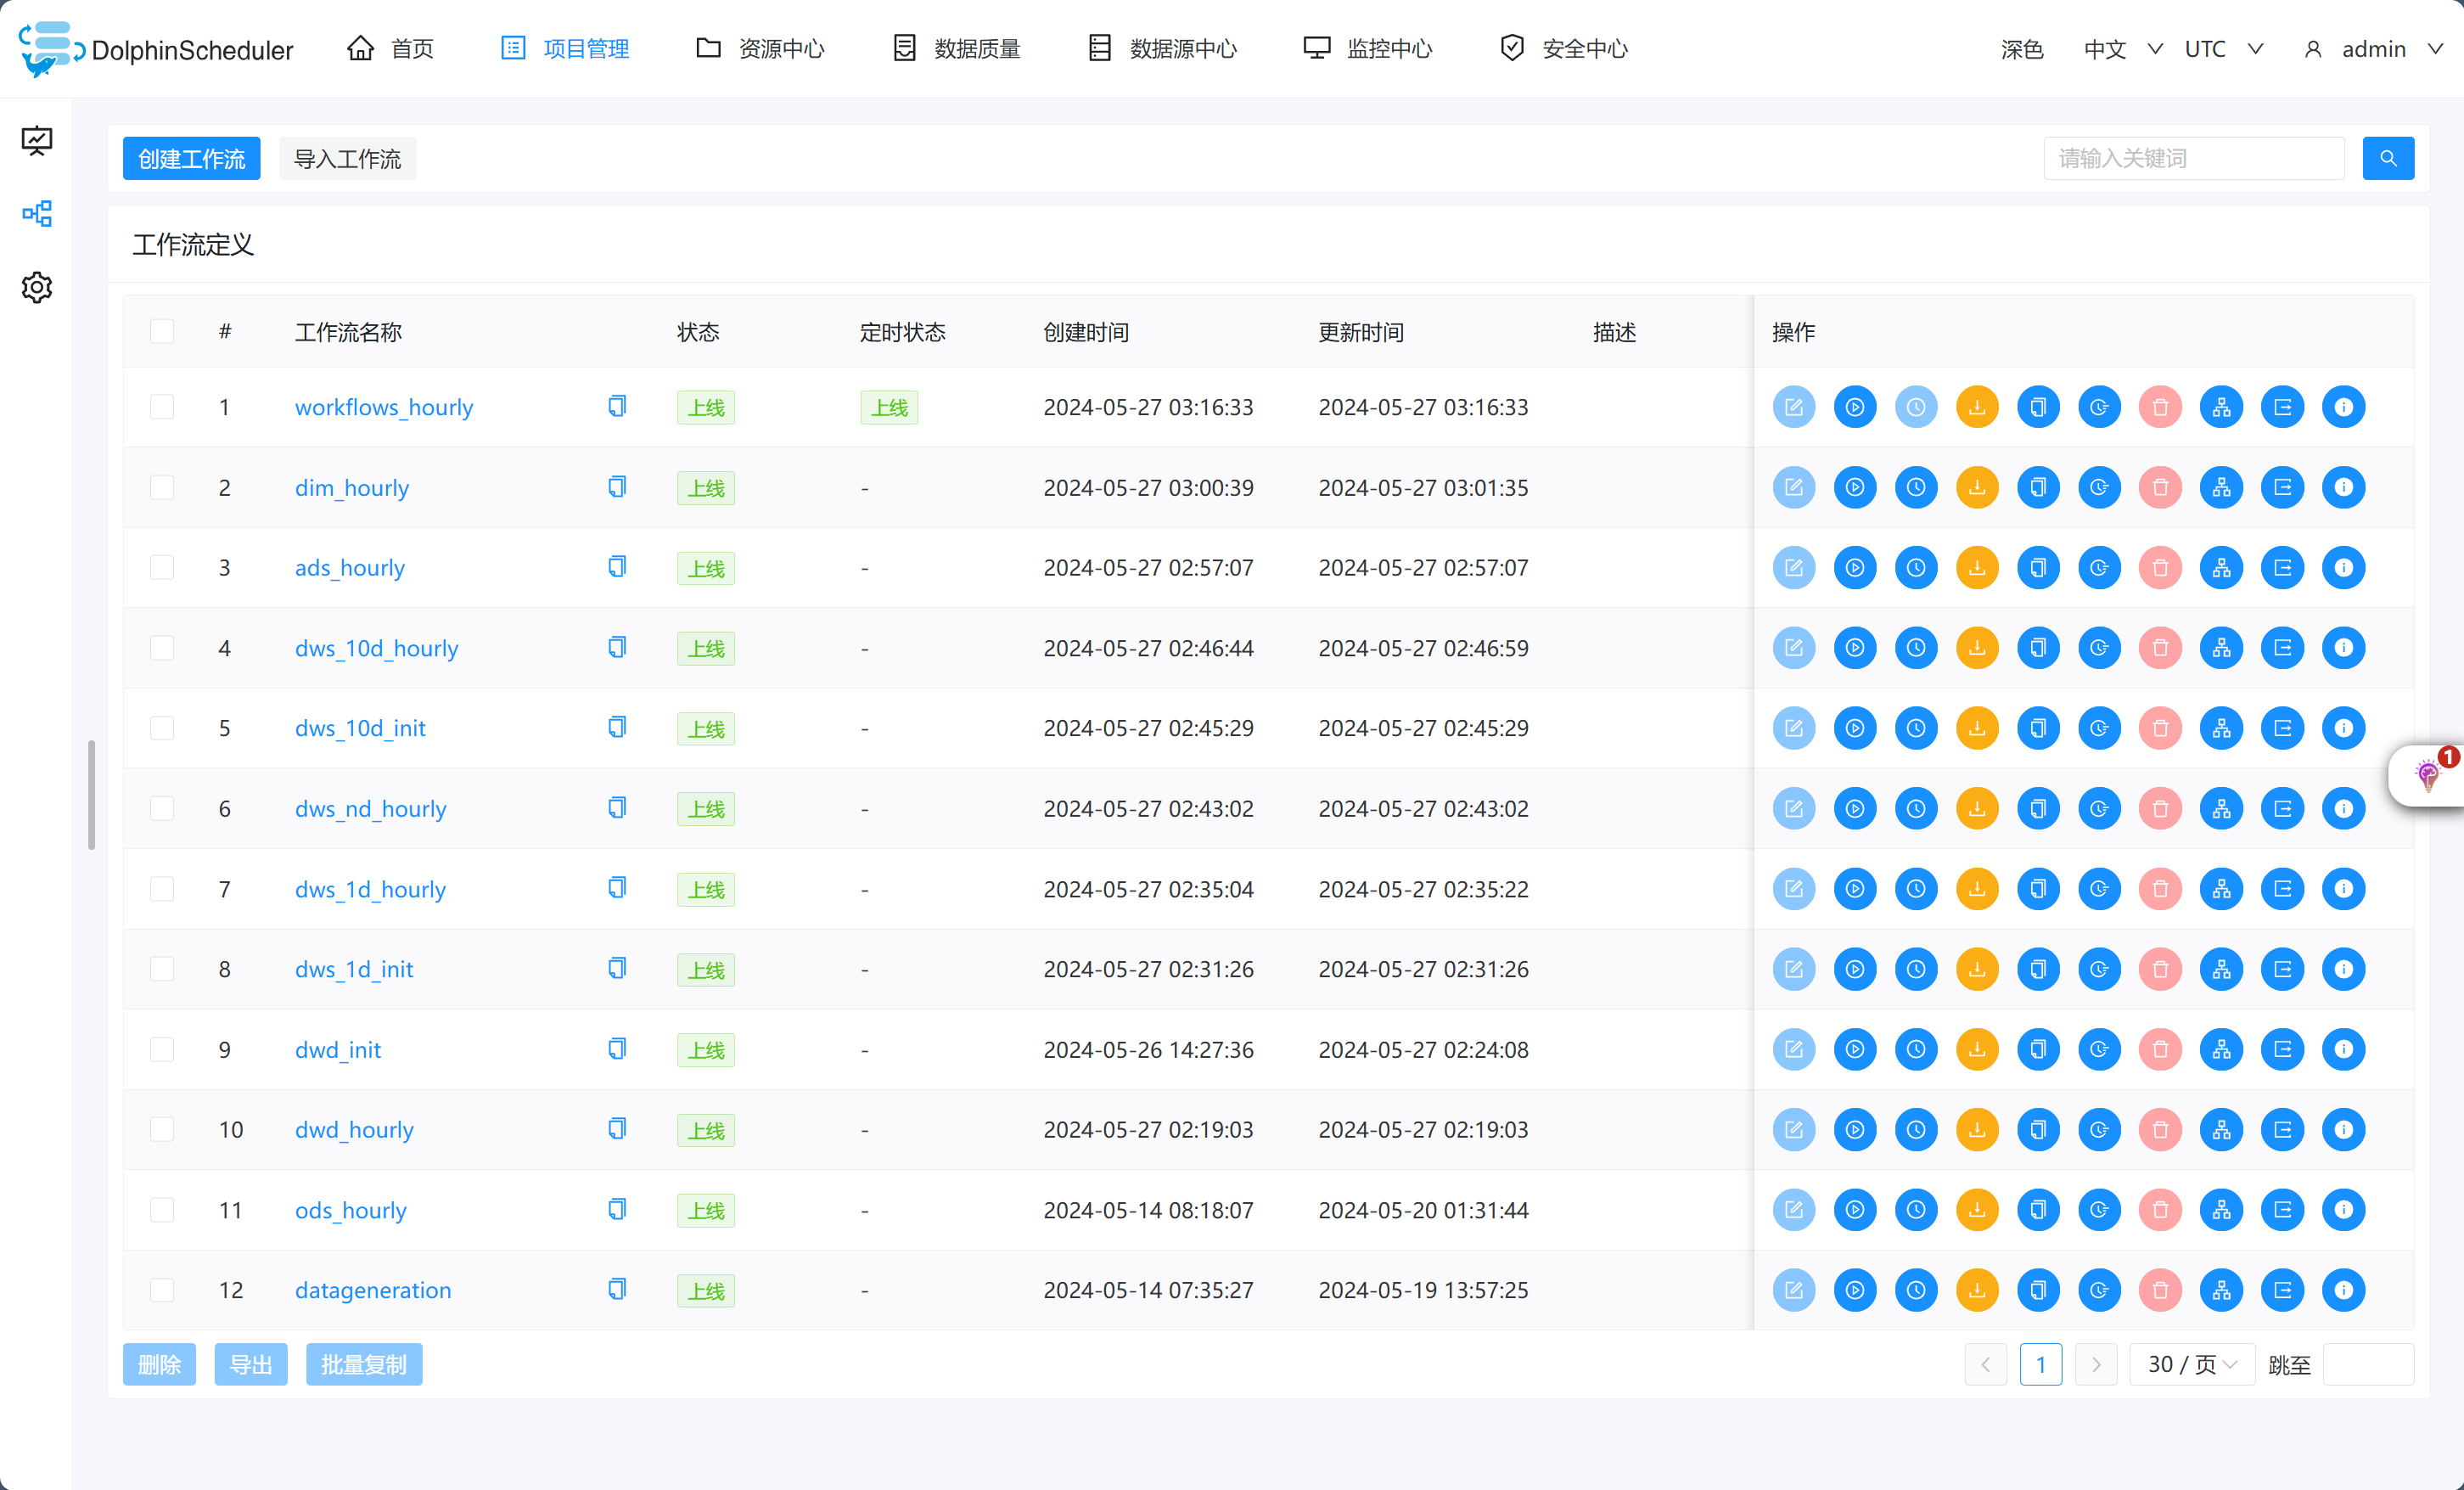 DolphinScheduler 首页 项目管理 资源中心 数据质量 数据源中心 监控中心 安全中心 深色 中文 UTC admin
创建工作流 导入工作流 请输入关键词
工作流定义
# 工作流名称 状态 定时状态 创建时间 更新时间 描述 操作
1 workflows_hourly 上线 上线 2024-05-27 03:16:33 2024-05-27 03:16:33
2 dim_hourly 上线 - 2024-05-27 03:00:39 2024-05-27 03:01:35
3 ads_hourly 上线 - 2024-05-27 02:57:07 2024-05-27 02:57:07
4 dws_10d_hourly 上线 - 2024-05-27 02:46:44 2024-05-27 02:46:59
5 dws_10d_init 上线 - 2024-05-27 02:45:29 2024-05-27 02:45:29
1
6 dws_nd_hourly 上线 - 2024-05-27 02:43:02 2024-05-27 02:43:02
7 dws_1d_hourly 上线 - 2024-05-27 02:35:04 2024-05-27 02:35:22
8 dws_1d_init 上线 - 2024-05-27 02:31:26 2024-05-27 02:31:26
9 dwd_init 上线 - 2024-05-26 14:27:36 2024-05-27 02:24:08
10 dwd_hourly 上线 - 2024-05-27 02:19:03 2024-05-27 02:19:03
11 ods_hourly 上线 - 2024-05-14 08:18:07 2024-05-20 01:31:44
12 datageneration 上线 - 2024-05-14 07:35:27 2024-05-19 13:57:25
删除 导出 批量复制 1 30 / 页 跳至